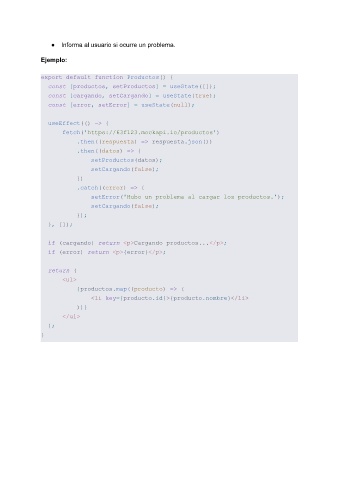 ● Informa al usuario si ocurre un problema.
Ejemplo:
export default function Productos() {
const [productos, setProductos] = useState([]);
const [cargando, setCargando] = useState(true);
const [error, setError] = useState(null);
useEffect(() => {
fetch('https://63f123.mockapi.io/productos')
.then((respuesta) => respuesta.json())
.then((datos) => {
setProductos(datos);
setCargando(false);
})
.catch((error) => {
setError('Hubo un problema al cargar los productos.');
setCargando(false);
});
}, []);
if (cargando) return <p>Cargando productos...</p>;
if (error) return <p>{error}</p>;
return (
<ul>
{productos.map((producto) => (
<li key={producto.id}>{producto.nombre}</li>
))}
</ul>
);
}